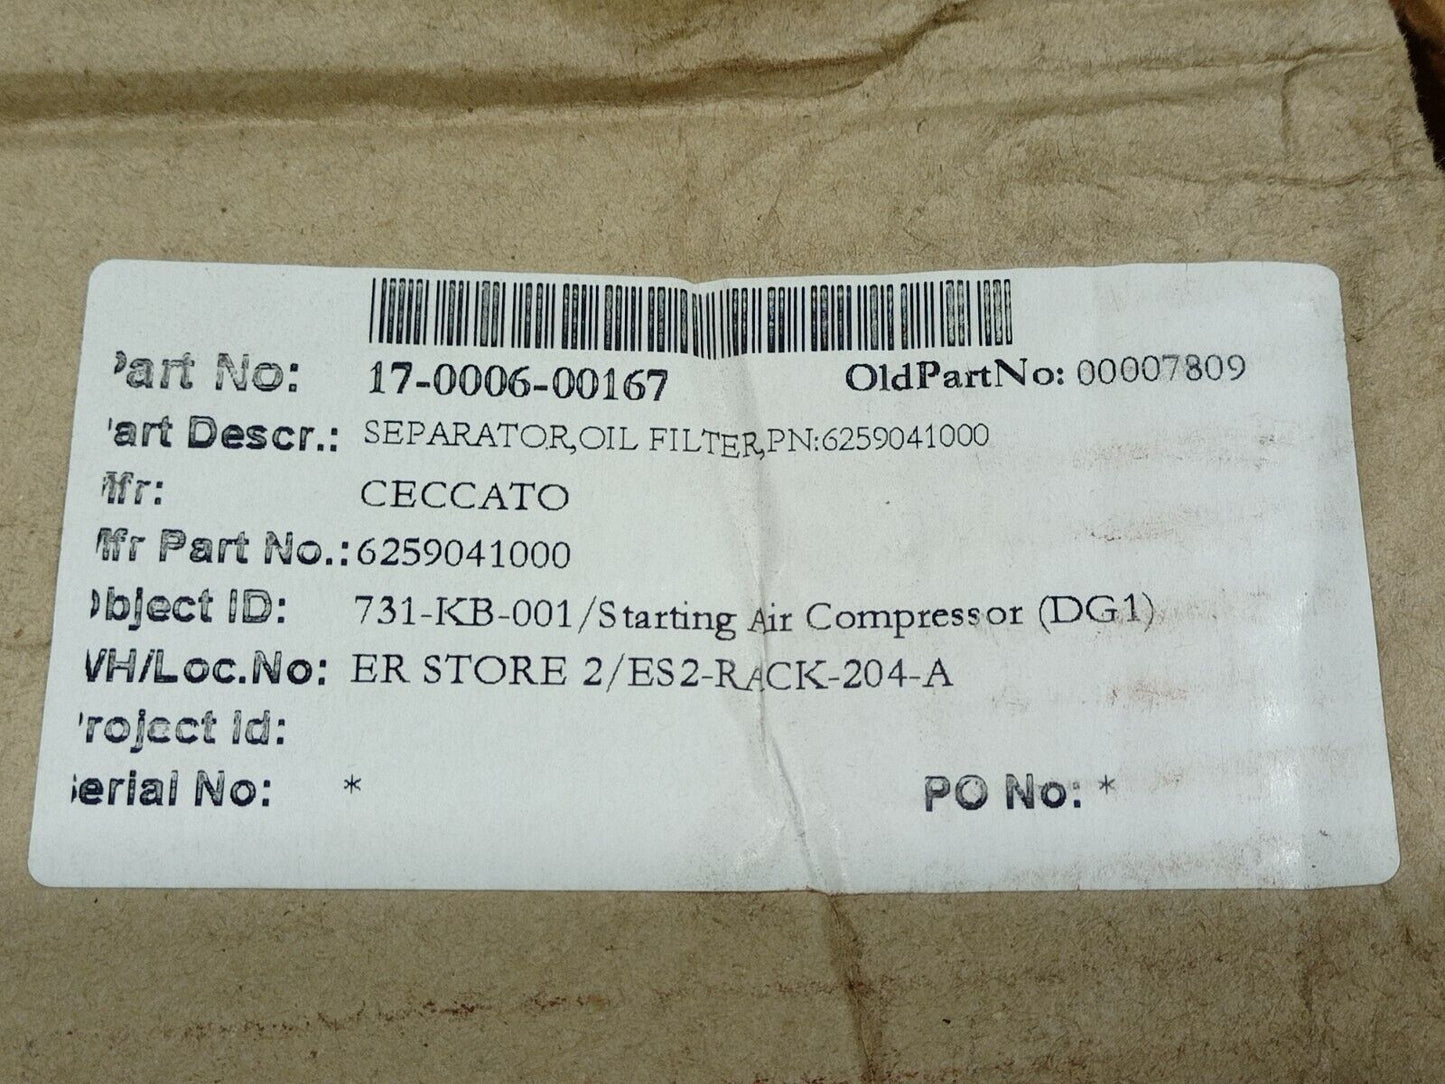 Part No: 17-0006-00167 OldPartNo: 00007809
Part Descr.: SEPARATOR,OIL FILTER,PN:6259041000
Mfr: CECCATO
Mfr Part No.: 6259041000
Object ID: 731-KB-001/Starting Air Compressor (DG1)
WH/Loc.No: ER STORE 2/ES2-RACK-204-A
Project Id:
Serial No: * PO No: *